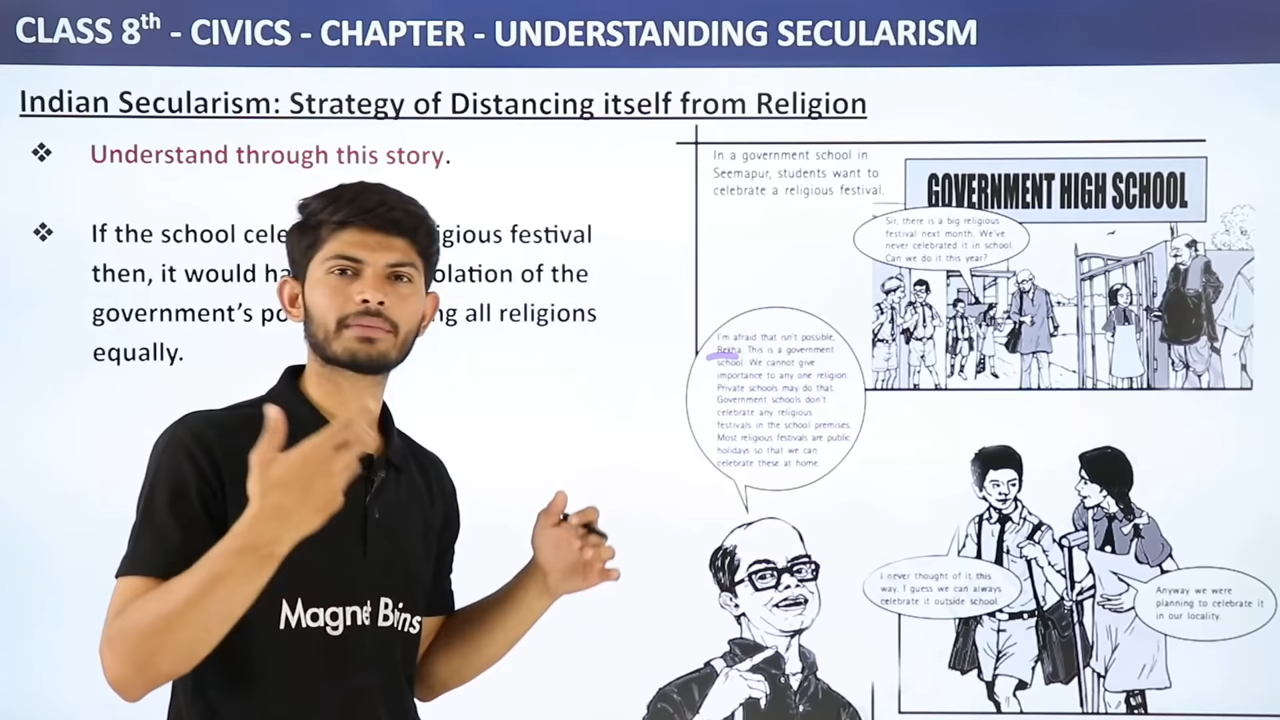 CLASS 8th - CIVICS - CHAPTER - UNDERSTANDING SECULARISM
Indian Secularism: Strategy of Distancing itself from Religion
❖ Understand through this story.
❖ If the school cele igious festival
then, it would ha olation of the
government's po ng all religions
equally.
In a government school in
Seemapur, students want to
celebrate a religious festival.
GOVERNMENT HIGH SCHOOL
Sir, there is a big religious
festival next month. We've
never celebrated it in school.
Can we do it this year?
I'm afraid that isn't possible,
Rekha. This is a government
school. We cannot give
importance to any one religion.
Private schools may do that.
Government schools don't
celebrate any religious
festivals in the school premises.
Most religious festivals are public
holidays so that we can
celebrate these at home.
I never thought of it this
way. I guess we can always
celebrate it outside school.
Anyway we were
planning to celebrate it
in our locality.
Magnet Brins